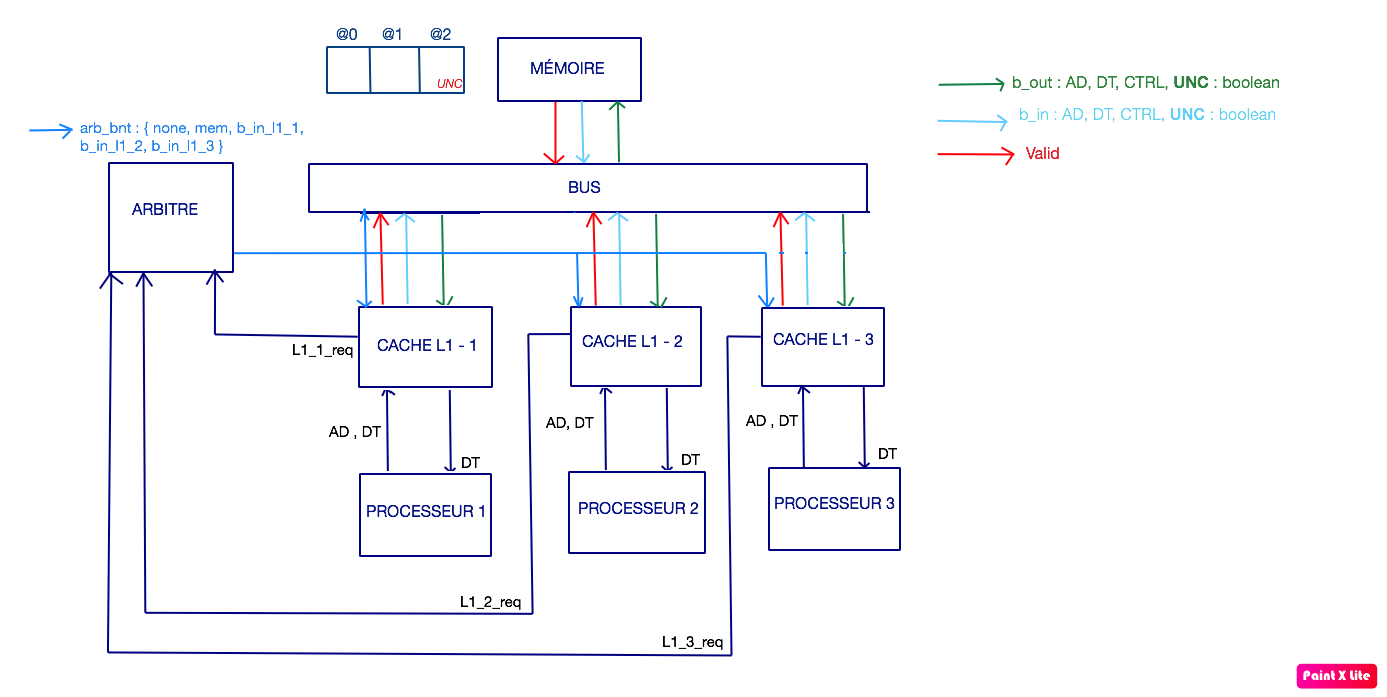 @0 @1 @2
UNC
MÉMOIRE
b_out : AD, DT, CTRL, UNC : boolean
b_in : AD, DT, CTRL, UNC : boolean
Valid
arb_bnt : { none, mem, b_in_l1_1,
b_in_l1_2, b_in_l1_3 }
BUS
ARBITRE
CACHE L1 - 1
CACHE L1 - 2
CACHE L1 - 3
L1_1_req
AD , DT
DT
AD, DT
DT
AD , DT
DT
PROCESSEUR 1
PROCESSEUR 2
PROCESSEUR 3
L1_2_req
L1_3_req
Paint X Lite